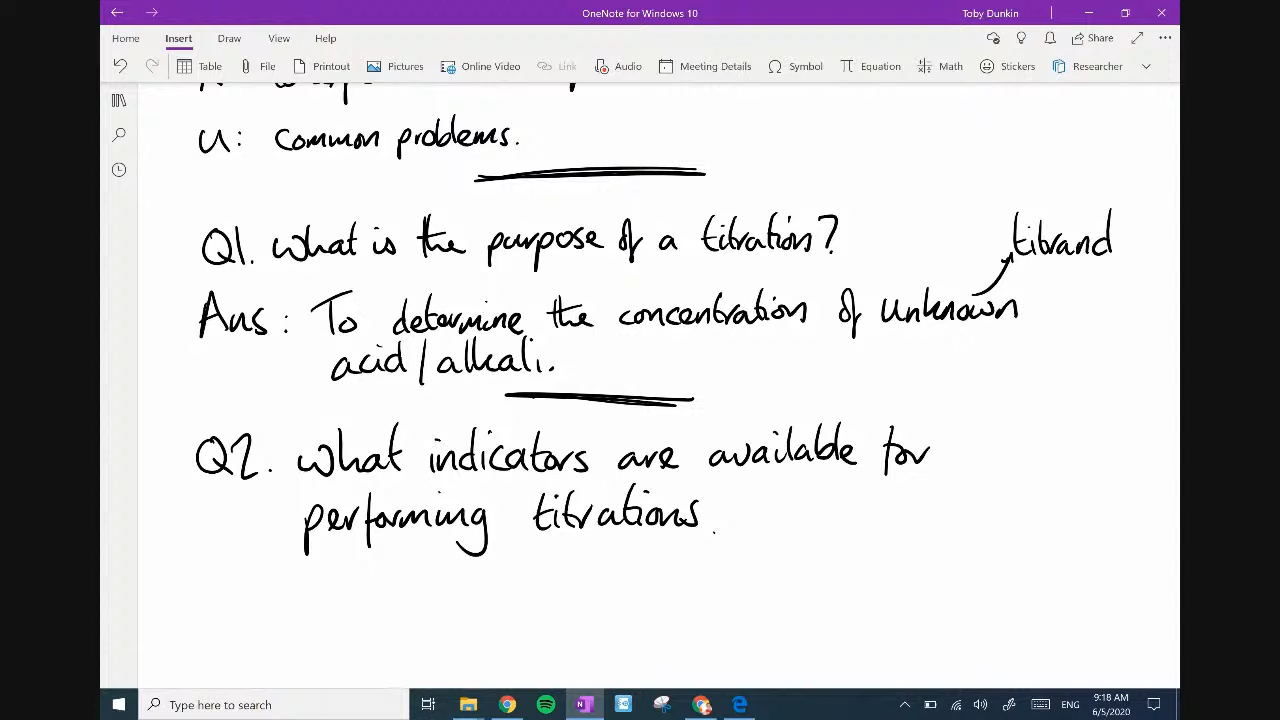 OneNote for Windows 10
Toby Dunkin
Home Insert Draw View Help
Share
Table File Printout Pictures Online Video Link Audio Meeting Details Symbol Equation Math Stickers Researcher
U: Common problems.
Q1. What is the purpose of a titration?
titrand
Ans: To determine the concentration of unknown
acid/alkali.
Q2. What indicators are available for
performing titrations.
Type here to search
ENG
9:18 AM
6/5/2020